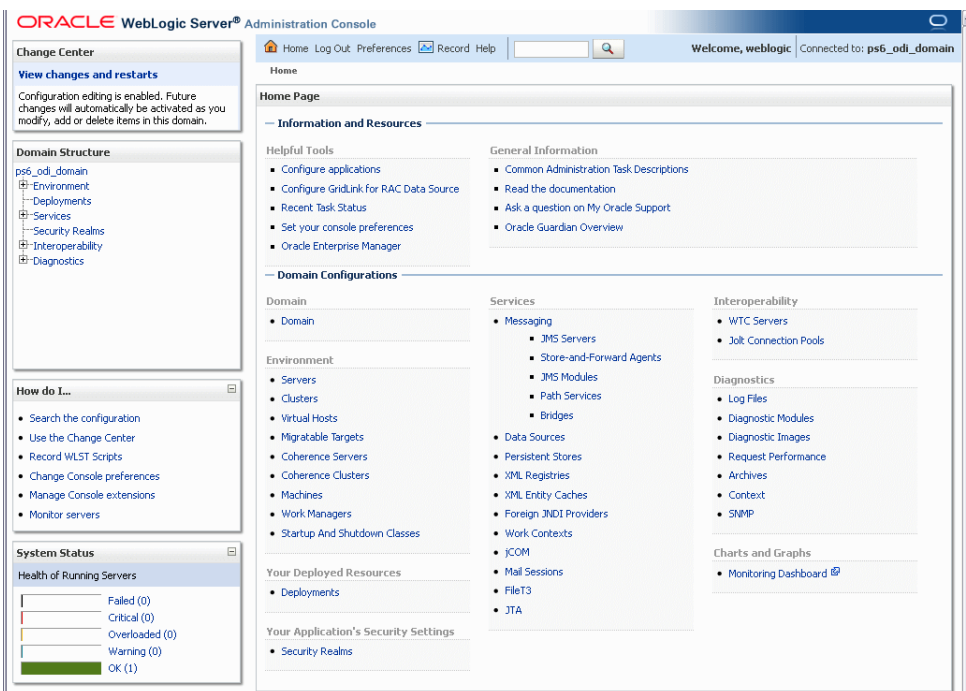 ORACLE WebLogic Server® Administration Console
Change Center
View changes and restarts
Configuration editing is enabled. Future
changes will automatically be activated as you
modify, add or delete items in this domain.
Domain Structure
ps6_odi_domain
Environment
Deployments
Services
Security Realms
Interoperability
Diagnostics
How do I...
Search the configuration
Use the Change Center
Record WLST Scripts
Change Console preferences
Manage Console extensions
Monitor servers
System Status
Health of Running Servers
Failed (0)
Critical (0)
Overloaded (0)
Warning (0)
OK (1)
Home Log Out Preferences Record Help
Welcome, weblogic Connected to: ps6_odi_domain
Home
Home Page
Information and Resources
Helpful Tools
Configure applications
Configure GridLink for RAC Data Source
Recent Task Status
Set your console preferences
Oracle Enterprise Manager
General Information
Common Administration Task Descriptions
Read the documentation
Ask a question on My Oracle Support
Oracle Guardian Overview
Domain Configurations
Domain
Domain
Environment
Servers
Clusters
Virtual Hosts
Migratable Targets
Coherence Servers
Coherence Clusters
Machines
Work Managers
Startup And Shutdown Classes
Your Deployed Resources
Deployments
Your Application's Security Settings
Security Realms
Services
Messaging
JMS Servers
Store-and-Forward Agents
JMS Modules
Path Services
Bridges
Data Sources
Persistent Stores
XML Registries
XML Entity Caches
Foreign JNDI Providers
Work Contexts
jCOM
Mail Sessions
FileT3
JTA
Interoperability
WTC Servers
Jolt Connection Pools
Diagnostics
Log Files
Diagnostic Modules
Diagnostic Images
Request Performance
Archives
Context
SNMP
Charts and Graphs
Monitoring Dashboard